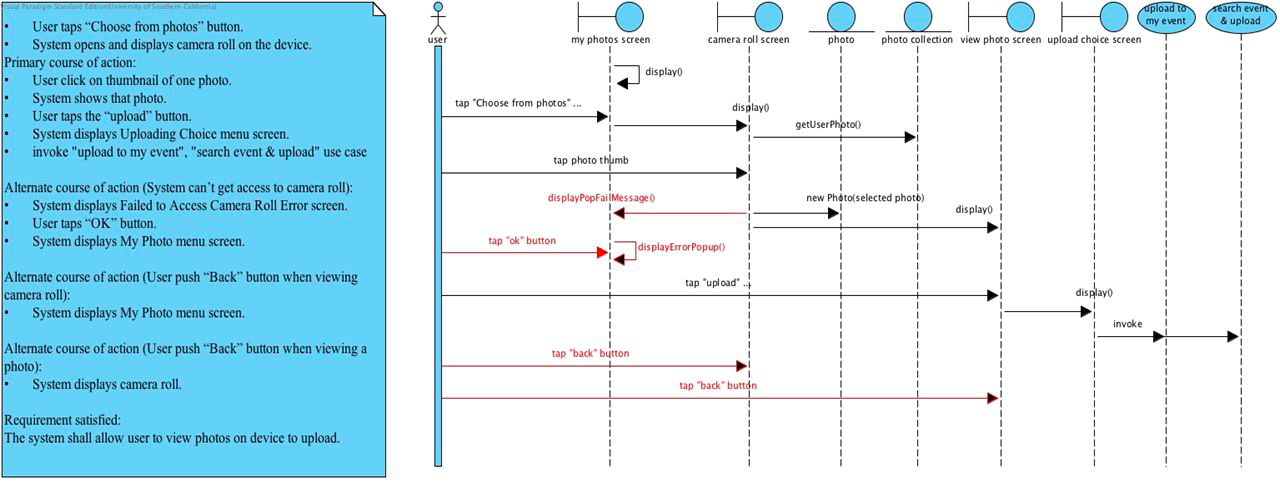 Visual Paradigm Standard Edition(University of Southern California)
• User taps “Choose from photos” button.
• System opens and displays camera roll on the device.
Primary course of action:
• User click on thumbnail of one photo.
• System shows that photo.
• User taps the “upload” button.
• System displays Uploading Choice menu screen.
• invoke "upload to my event", "search event & upload" use case
Alternate course of action (System can’t get access to camera roll):
• System displays Failed to Access Camera Roll Error screen.
• User taps “OK” button.
• System displays My Photo menu screen.
Alternate course of action (User push “Back” button when viewing
camera roll):
• System displays My Photo menu screen.
Alternate course of action (User push “Back” button when viewing a
photo):
• System displays camera roll.
Requirement satisfied:
The system shall allow user to view photos on device to upload.
user
my photos screen
camera roll screen
photo
photo collection
view photo screen
upload choice screen
upload to
my event
search event
& upload
display()
tap "Choose from photos" ...
display()
getUserPhoto()
tap photo thumb
displayPopFailMessage()
new Photo(selected photo)
display()
tap "ok" button
displayErrorPopup()
tap "upload" ...
display()
invoke
tap "back" button
tap "back" button